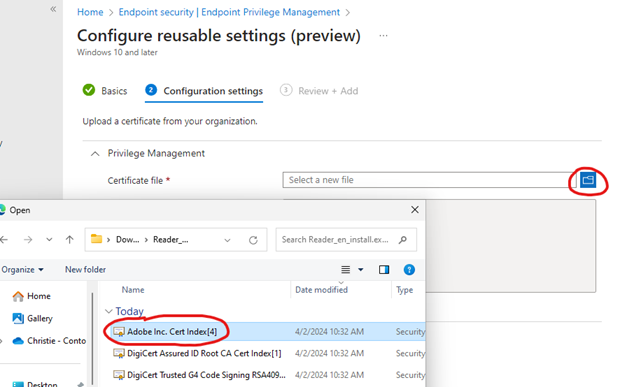 Home > Endpoint security | Endpoint Privilege Management >
Configure reusable settings (preview) ...
Windows 10 and later
Basics
2 Configuration settings
3 Review + Add
Upload a certificate from your organization.
Privilege Management
Certificate file *
Select a new file
Open
Dow... > Reader_...
Search Reader_en_install.ex...
Organize
New folder
Name
Date modified
Type
Today
Adobe Inc. Cert Index[4] 4/2/2024 10:32 AM Security
DigiCert Assured ID Root CA Cert Index[1] 4/2/2024 10:32 AM Security
DigiCert Trusted G4 Code Signing RSA409... 4/2/2024 10:32 AM Security
Home
Gallery
Christie - Conto
Desktop